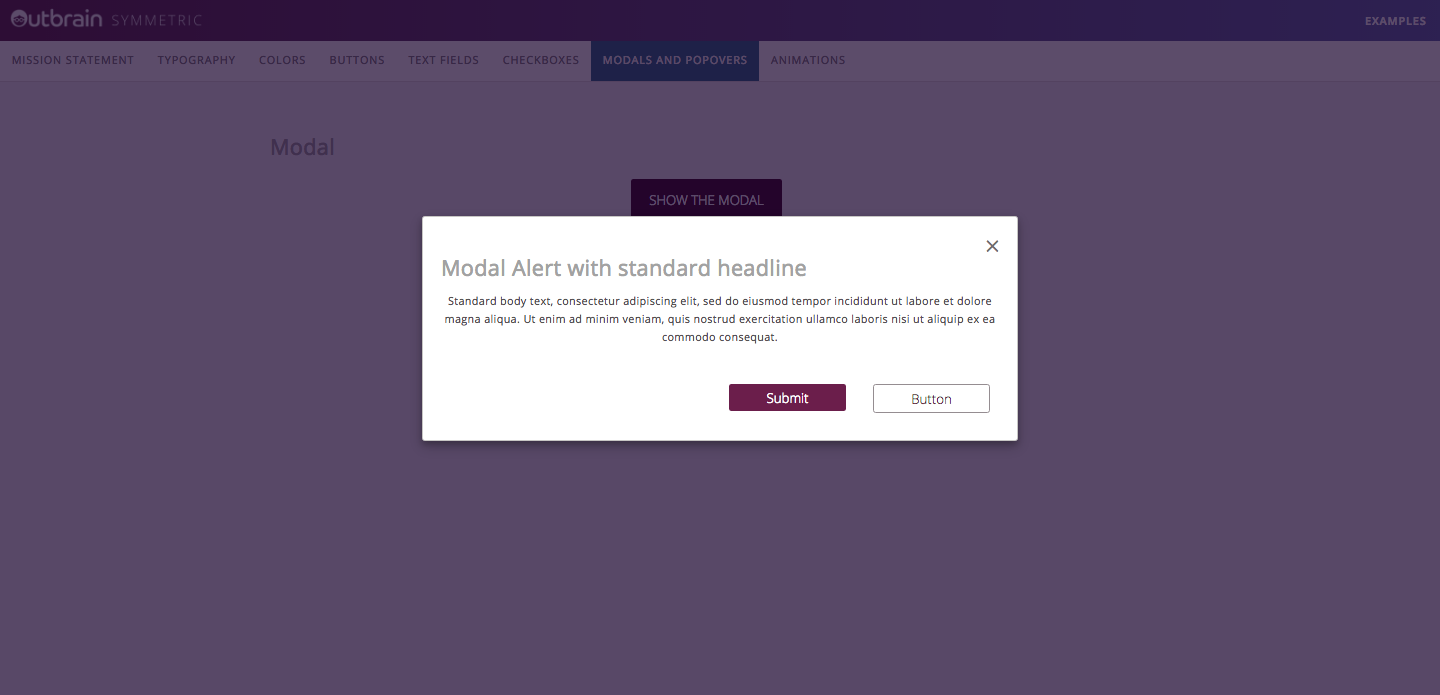 Outbrain SYMMETRIC
EXAMPLES
MISSION STATEMENT TYPOGRAPHY COLORS BUTTONS TEXT FIELDS CHECKBOXES MODALS AND POPOVERS ANIMATIONS
Modal
SHOW THE MODAL
Modal Alert with standard headline
Standard body text, consectetur adipiscing elit, sed do eiusmod tempor incididunt ut labore et dolore
magna aliqua. Ut enim ad minim veniam, quis nostrud exercitation ullamco laboris nisi ut aliquip ex ea
commodo consequat.
Submit Button